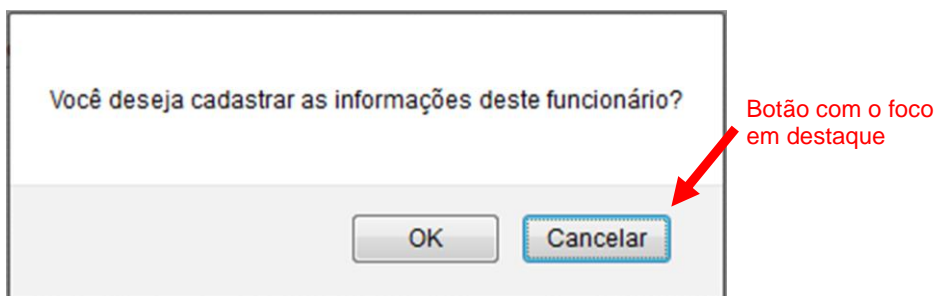 Você deseja cadastrar as informações deste funcionário?
Botão com o foco
em destaque
OK
Cancelar